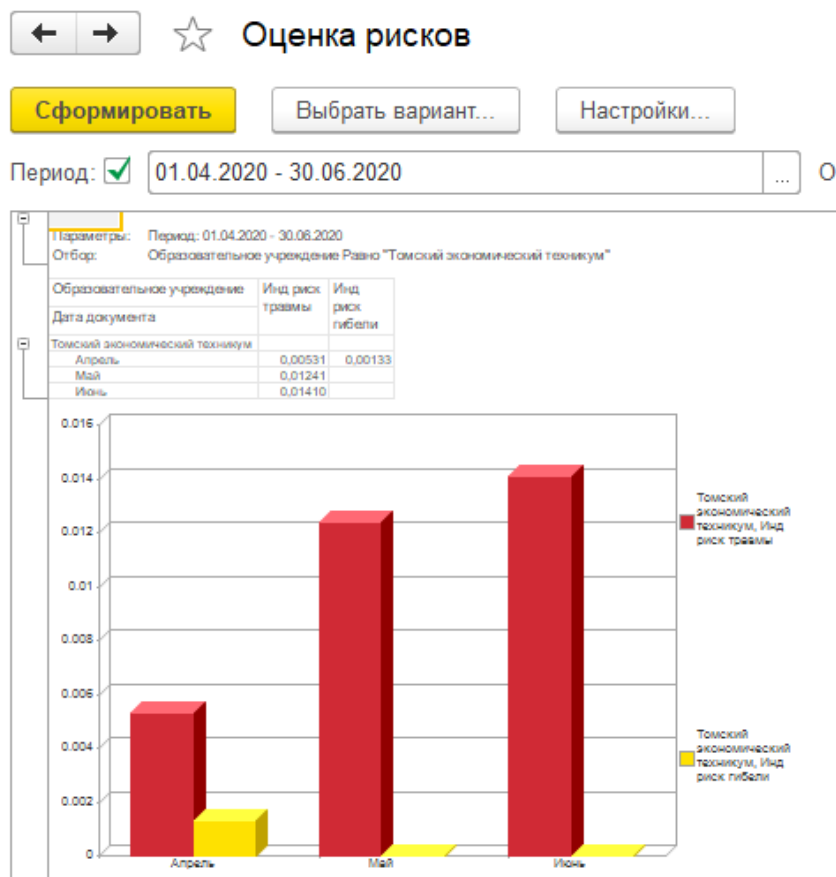 Оценка рисков
Сформировать Выбрать вариант... Настройки...
Период: 01.04.2020 - 30.06.2020 ... О
Параметры: Период: 01.04.2020 - 30.06.2020
Отбор: Образовательное учреждение Равно "Томский экономический техникум"
Образовательное учреждение Инд риск травмы Инд риск гибели
Дата документа
Томский экономический техникум
Апрель 0,00531 0,00133
Май 0,01241
Июнь 0,01410
0.016
0.014
0.012
0.01
0.008
0.006
0.004
0.002
0
Апрель Май Июнь
Томский
экономический
техникум, Инд
риск травмы
Томский
экономический
техникум, Инд
риск гибели